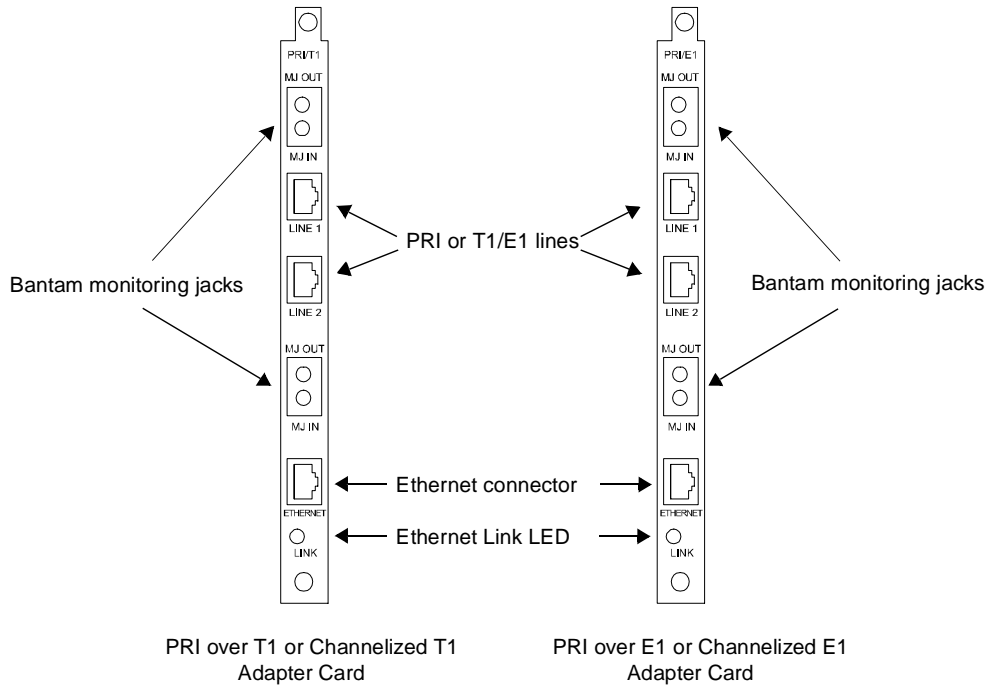 PRI/T1
MJ OUT
MJ IN
LINE 1
LINE 2
MJ OUT
MJ IN
ETHERNET
LINK
PRI/E1
MJ OUT
MJ IN
LINE 1
LINE 2
MJ OUT
MJ IN
ETHERNET
LINK
Bantam monitoring jacks
PRI or T1/E1 lines
Bantam monitoring jacks
Ethernet connector
Ethernet Link LED
PRI over T1 or Channelized T1
Adapter Card
PRI over E1 or Channelized E1
Adapter Card